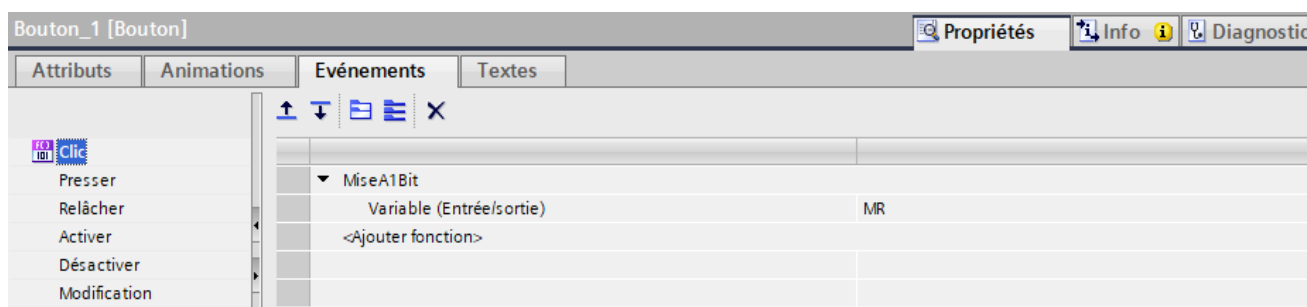 Bouton_1 [Bouton]
Propriétés
Info
Diagnostic
Attributs
Animations
Evénements
Textes
Clic
Presser
Relâcher
Activer
Désactiver
Modification
MiseA1Bit
Variable (Entrée/sortie) MR
<Ajouter fonction>